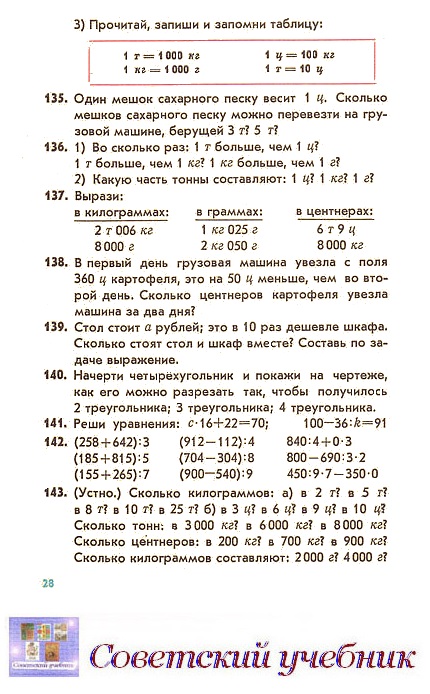 3) Прочитай, запиши и запомни таблицу:
1 т = 1 000 кг 1 ц = 100 кг
1 кг = 1 000 г 1 т = 10 ц
135. Один мешок сахарного песку весит 1 ц. Сколько
мешков сахарного песку можно перевезти на гру-
зовой машине, берущей 3 т? 5 т?
136. 1) Во сколько раз: 1 т больше, чем 1 ц?
1 т больше, чем 1 кг? 1 кг больше, чем 1 г?
2) Какую часть тонны составляют: 1 ц? 1 кг? 1 г?
137. Вырази:
в килограммах: в граммах: в центнерах:
2 т 006 кг 1 кг 025 г 6 т 9 ц
8 000 г 2 кг 050 г 8 000 кг
138. В первый день грузовая машина увезла с поля
360 ц картофеля, это на 50 ц меньше, чем во вто-
рой день. Сколько центнеров картофеля увезла
машина за два дня?
139. Стол стоит а рублей; это в 10 раз дешевле шкафа.
Сколько стоят стол и шкаф вместе? Составь по за-
даче выражение.
140. Начерти четырёхугольник и покажи на чертеже,
как его можно разрезать так, чтобы получилось
2 треугольника; 3 треугольника; 4 треугольника.
141. Реши уравнения: c·16+22=70; 100−36:k=91
142. (258+642):3 (912−112):4 840:4+0·3
(185+815):5 (704−304):8 800−690:3·2
(155+265):7 (900−540):9 450:9·7−350·0
143. (Устно.) Сколько килограммов: а) в 2 т? в 5 т?
в 8 т? в 10 т? в 25 т? б) в 3 ц? в 6 ц? в 9 ц? в 10 ц?
Сколько тонн: в 3 000 кг? в 6 000 кг? в 8 000 кг?
Сколько центнеров: в 200 кг? в 700 кг? в 900 кг?
Сколько килограммов составляют: 2 000 г? 4 000 г?
28
Советский учебник
Советский учебник